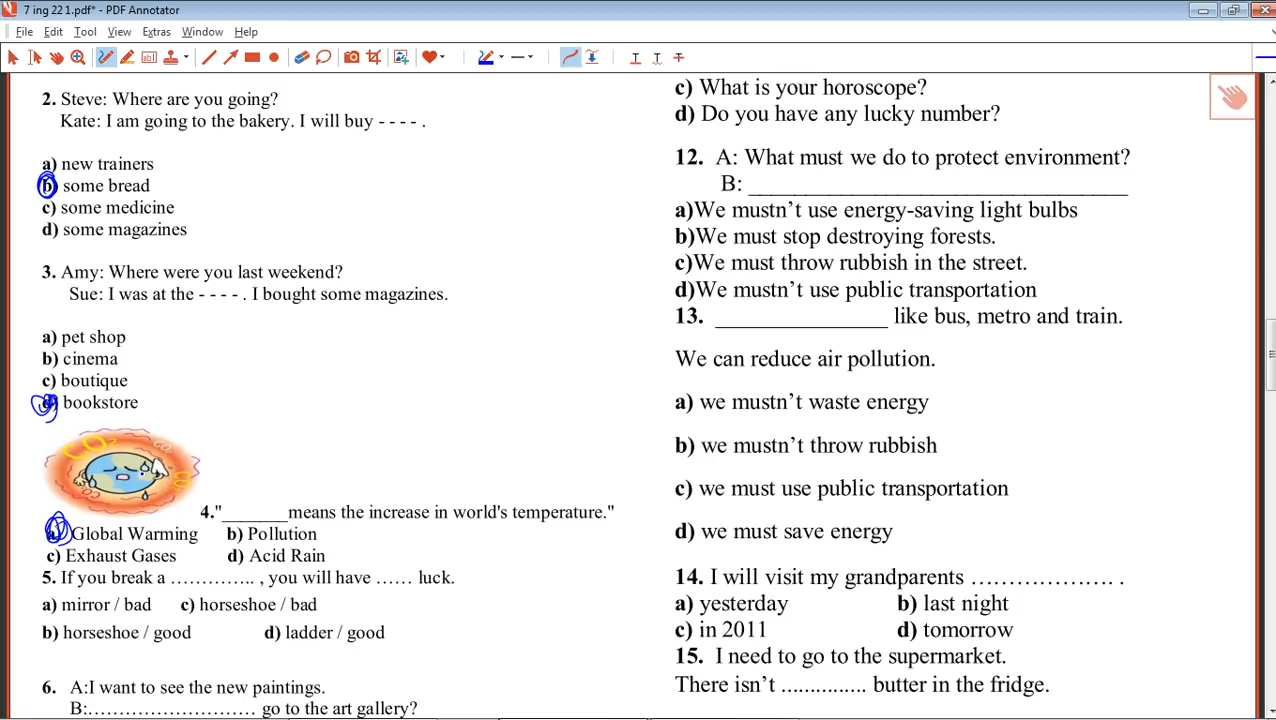 7 ing 22 1.pdf* - PDF Annotator
File Edit Tool View Extras Window Help
2. Steve: Where are you going?
Kate: I am going to the bakery. I will buy - - - - .
a) new trainers
b) some bread
c) some medicine
d) some magazines
3. Amy: Where were you last weekend?
Sue: I was at the - - - - . I bought some magazines.
a) pet shop
b) cinema
c) boutique
d) bookstore
CO2
4."_______means the increase in world's temperature."
a) Global Warming b) Pollution
c) Exhaust Gases d) Acid Rain
5. If you break a ………….. , you will have …… luck.
a) mirror / bad c) horseshoe / bad
b) horseshoe / good d) ladder / good
6. A:I want to see the new paintings.
B:……………………… go to the art gallery?
c) What is your horoscope?
d) Do you have any lucky number?
12. A: What must we do to protect environment?
B: ________________________________
a)We mustn’t use energy-saving light bulbs
b)We must stop destroying forests.
c)We must throw rubbish in the street.
d)We mustn’t use public transportation
13. _______________ like bus, metro and train.
We can reduce air pollution.
a) we mustn’t waste energy
b) we mustn’t throw rubbish
c) we must use public transportation
d) we must save energy
14. I will visit my grandparents ………………. .
a) yesterday b) last night
c) in 2011 d) tomorrow
15. I need to go to the supermarket.
There isn’t ............... butter in the fridge.